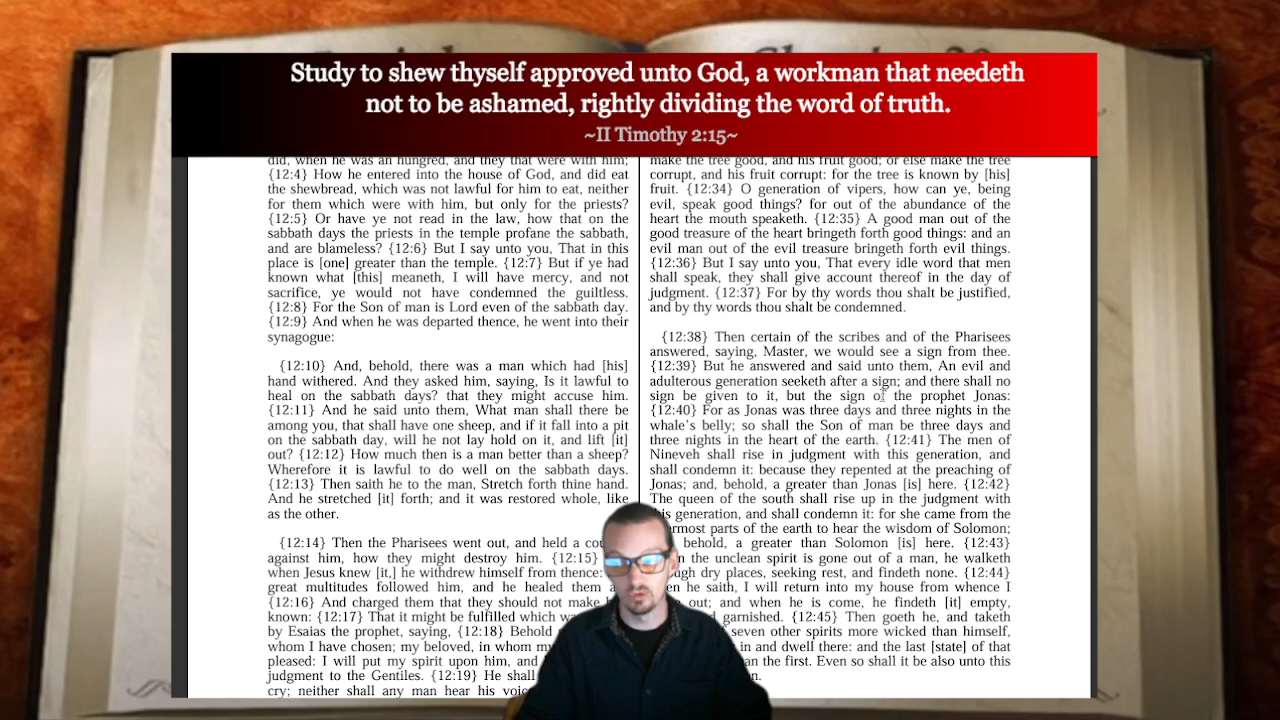 Study to shew thyself approved unto God, a workman that needeth
not to be ashamed, rightly dividing the word of truth.
~II Timothy 2:15~
did, when he was an hungred, and they that were with him;
{12:4} How he entered into the house of God, and did eat
the shewbread, which was not lawful for him to eat, neither
for them which were with him, but only for the priests?
{12:5} Or have ye not read in the law, how that on the
sabbath days the priests in the temple profane the sabbath,
and are blameless? {12:6} But I say unto you, That in this
place is [one] greater than the temple. {12:7} But if ye had
known what [this] meaneth, I will have mercy, and not
sacrifice, ye would not have condemned the guiltless.
{12:8} For the Son of man is Lord even of the sabbath day.
{12:9} And when he was departed thence, he went into their
synagogue:
{12:10} And, behold, there was a man which had [his]
hand withered. And they asked him, saying, Is it lawful to
heal on the sabbath days? that they might accuse him.
{12:11} And he said unto them, What man shall there be
among you, that shall have one sheep, and if it fall into a pit
on the sabbath day, will he not lay hold on it, and lift [it]
out? {12:12} How much then is a man better than a sheep?
Wherefore it is lawful to do well on the sabbath days.
{12:13} Then saith he to the man, Stretch forth thine hand.
And he stretched [it] forth; and it was restored whole, like
as the other.
{12:14} Then the Pharisees went out, and held a
against him, how they might destroy him. {12:15}
when Jesus knew [it,] he withdrew himself from thence:
great multitudes followed him, and he healed them
{12:16} And charged them that they should not make
known: {12:17} That it might be fulfilled which
by Esaias the prophet, saying, {12:18} Behold
whom I have chosen; my beloved, in whom my
pleased: I will put my spirit upon him, and
judgment to the Gentiles. {12:19} He shall
cry; neither shall any man hear his
make the tree good, and his fruit good; or else make the tree
corrupt, and his fruit corrupt: for the tree is known by [his]
fruit. {12:34} O generation of vipers, how can ye, being
evil, speak good things? for out of the abundance of the
heart the mouth speaketh. {12:35} A good man out of the
good treasure of the heart bringeth forth good things: and an
evil man out of the evil treasure bringeth forth evil things.
{12:36} But I say unto you, That every idle word that men
shall speak, they shall give account thereof in the day of
judgment. {12:37} For by thy words thou shalt be justified,
and by thy words thou shalt be condemned.
{12:38} Then certain of the scribes and of the Pharisees
answered, saying, Master, we would see a sign from thee.
{12:39} But he answered and said unto them, An evil and
adulterous generation seeketh after a sign; and there shall no
sign be given to it, but the sign of the prophet Jonas:
{12:40} For as Jonas was three days and three nights in the
whale's belly; so shall the Son of man be three days and
three nights in the heart of the earth. {12:41} The men of
Nineveh shall rise in judgment with this generation, and
shall condemn it: because they repented at the preaching of
Jonas; and, behold, a greater than Jonas [is] here. {12:42}
The queen of the south shall rise up in the judgment with
generation, and shall condemn it: for she came from the
parts of the earth to hear the wisdom of Solomon;
behold, a greater than Solomon [is] here. {12:43}
the unclean spirit is gone out of a man, he walketh
dry places, seeking rest, and findeth none. {12:44}
he saith, I will return into my house from whence I
out; and when he is come, he findeth [it] empty,
garnished. {12:45} Then goeth he, and taketh
seven other spirits more wicked than himself,
in and dwell there: and the last [state] of that
than the first. Even so shall it be also unto this